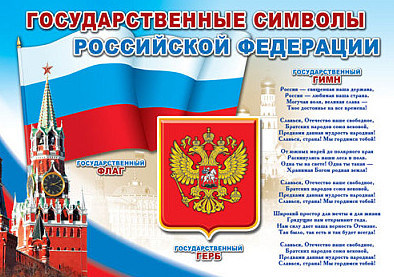 ГОСУДАРСТВЕННЫЕ СИМВОЛЫ
РОССИЙСКОЙ ФЕДЕРАЦИИ
ГОСУДАРСТВЕННЫЙ
ФЛАГ
ГОСУДАРСТВЕННЫЙ
ГЕРБ
ГОСУДАРСТВЕННЫЙ
ГИМН
Россия — священная наша держава,
Россия — любимая наша страна.
Могучая воля, великая слава —
Твое достоянье на все времена!
Славься, Отечество наше свободное,
Братских народов союз вековой,
Предками данная мудрость народная!
Славься, страна! Мы гордимся тобой!
От южных морей до полярного края
Раскинулись наши леса и поля.
Одна ты на свете! Одна ты такая —
Хранимая Богом родная земля!
Славься, Отечество наше свободное,
Братских народов союз вековой,
Предками данная мудрость народная!
Славься, страна! Мы гордимся тобой!
Широкий простор для мечты и для жизни
Грядущие нам открывают года.
Нам силу дает наша верность Отчизне.
Так было, так есть и так будет всегда!
Славься, Отечество наше свободное,
Братских народов союз вековой,
Предками данная мудрость народная!
Славься, страна! Мы гордимся тобой!